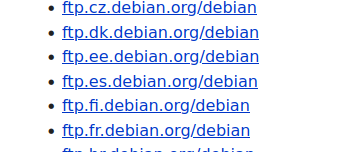 ftp.cz.debian.org/debian
ftp.dk.debian.org/debian
ftp.ee.debian.org/debian
ftp.es.debian.org/debian
ftp.fi.debian.org/debian
ftp.fr.debian.org/debian